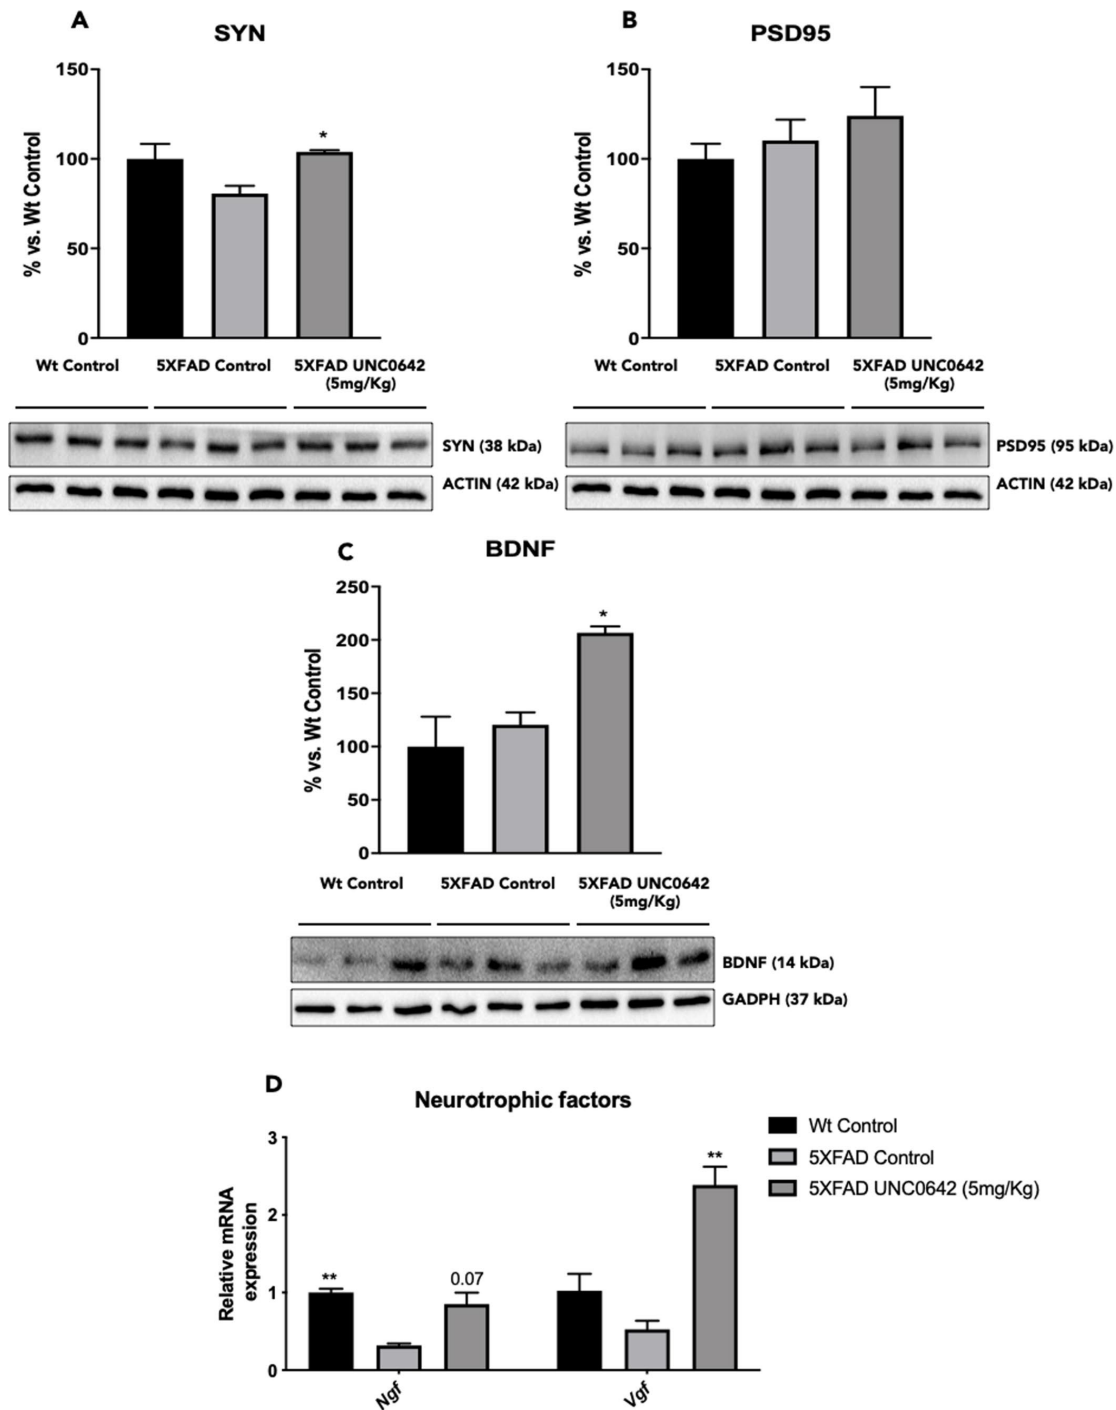 A
SYN
% vs. Wt Control
150
100
50
0
*
Wt Control
5XFAD Control
5XFAD UNC0642
(5mg/Kg)
SYN (38 kDa)
ACTIN (42 kDa)
B
PSD95
% vs. Wt Control
150
100
50
0
Wt Control
5XFAD Control
5XFAD UNC0642
(5mg/Kg)
PSD95 (95 kDa)
ACTIN (42 kDa)
C
BDNF
% vs. Wt Control
250
200
150
100
50
0
*
Wt Control
5XFAD Control
5XFAD UNC0642
(5mg/Kg)
BDNF (14 kDa)
GADPH (37 kDa)
D
Neurotrophic factors
Relative mRNA
expression
3
2
1
0
**
0.07
**
Ngf
Vgf
Wt Control
5XFAD Control
5XFAD UNC0642 (5mg/Kg)